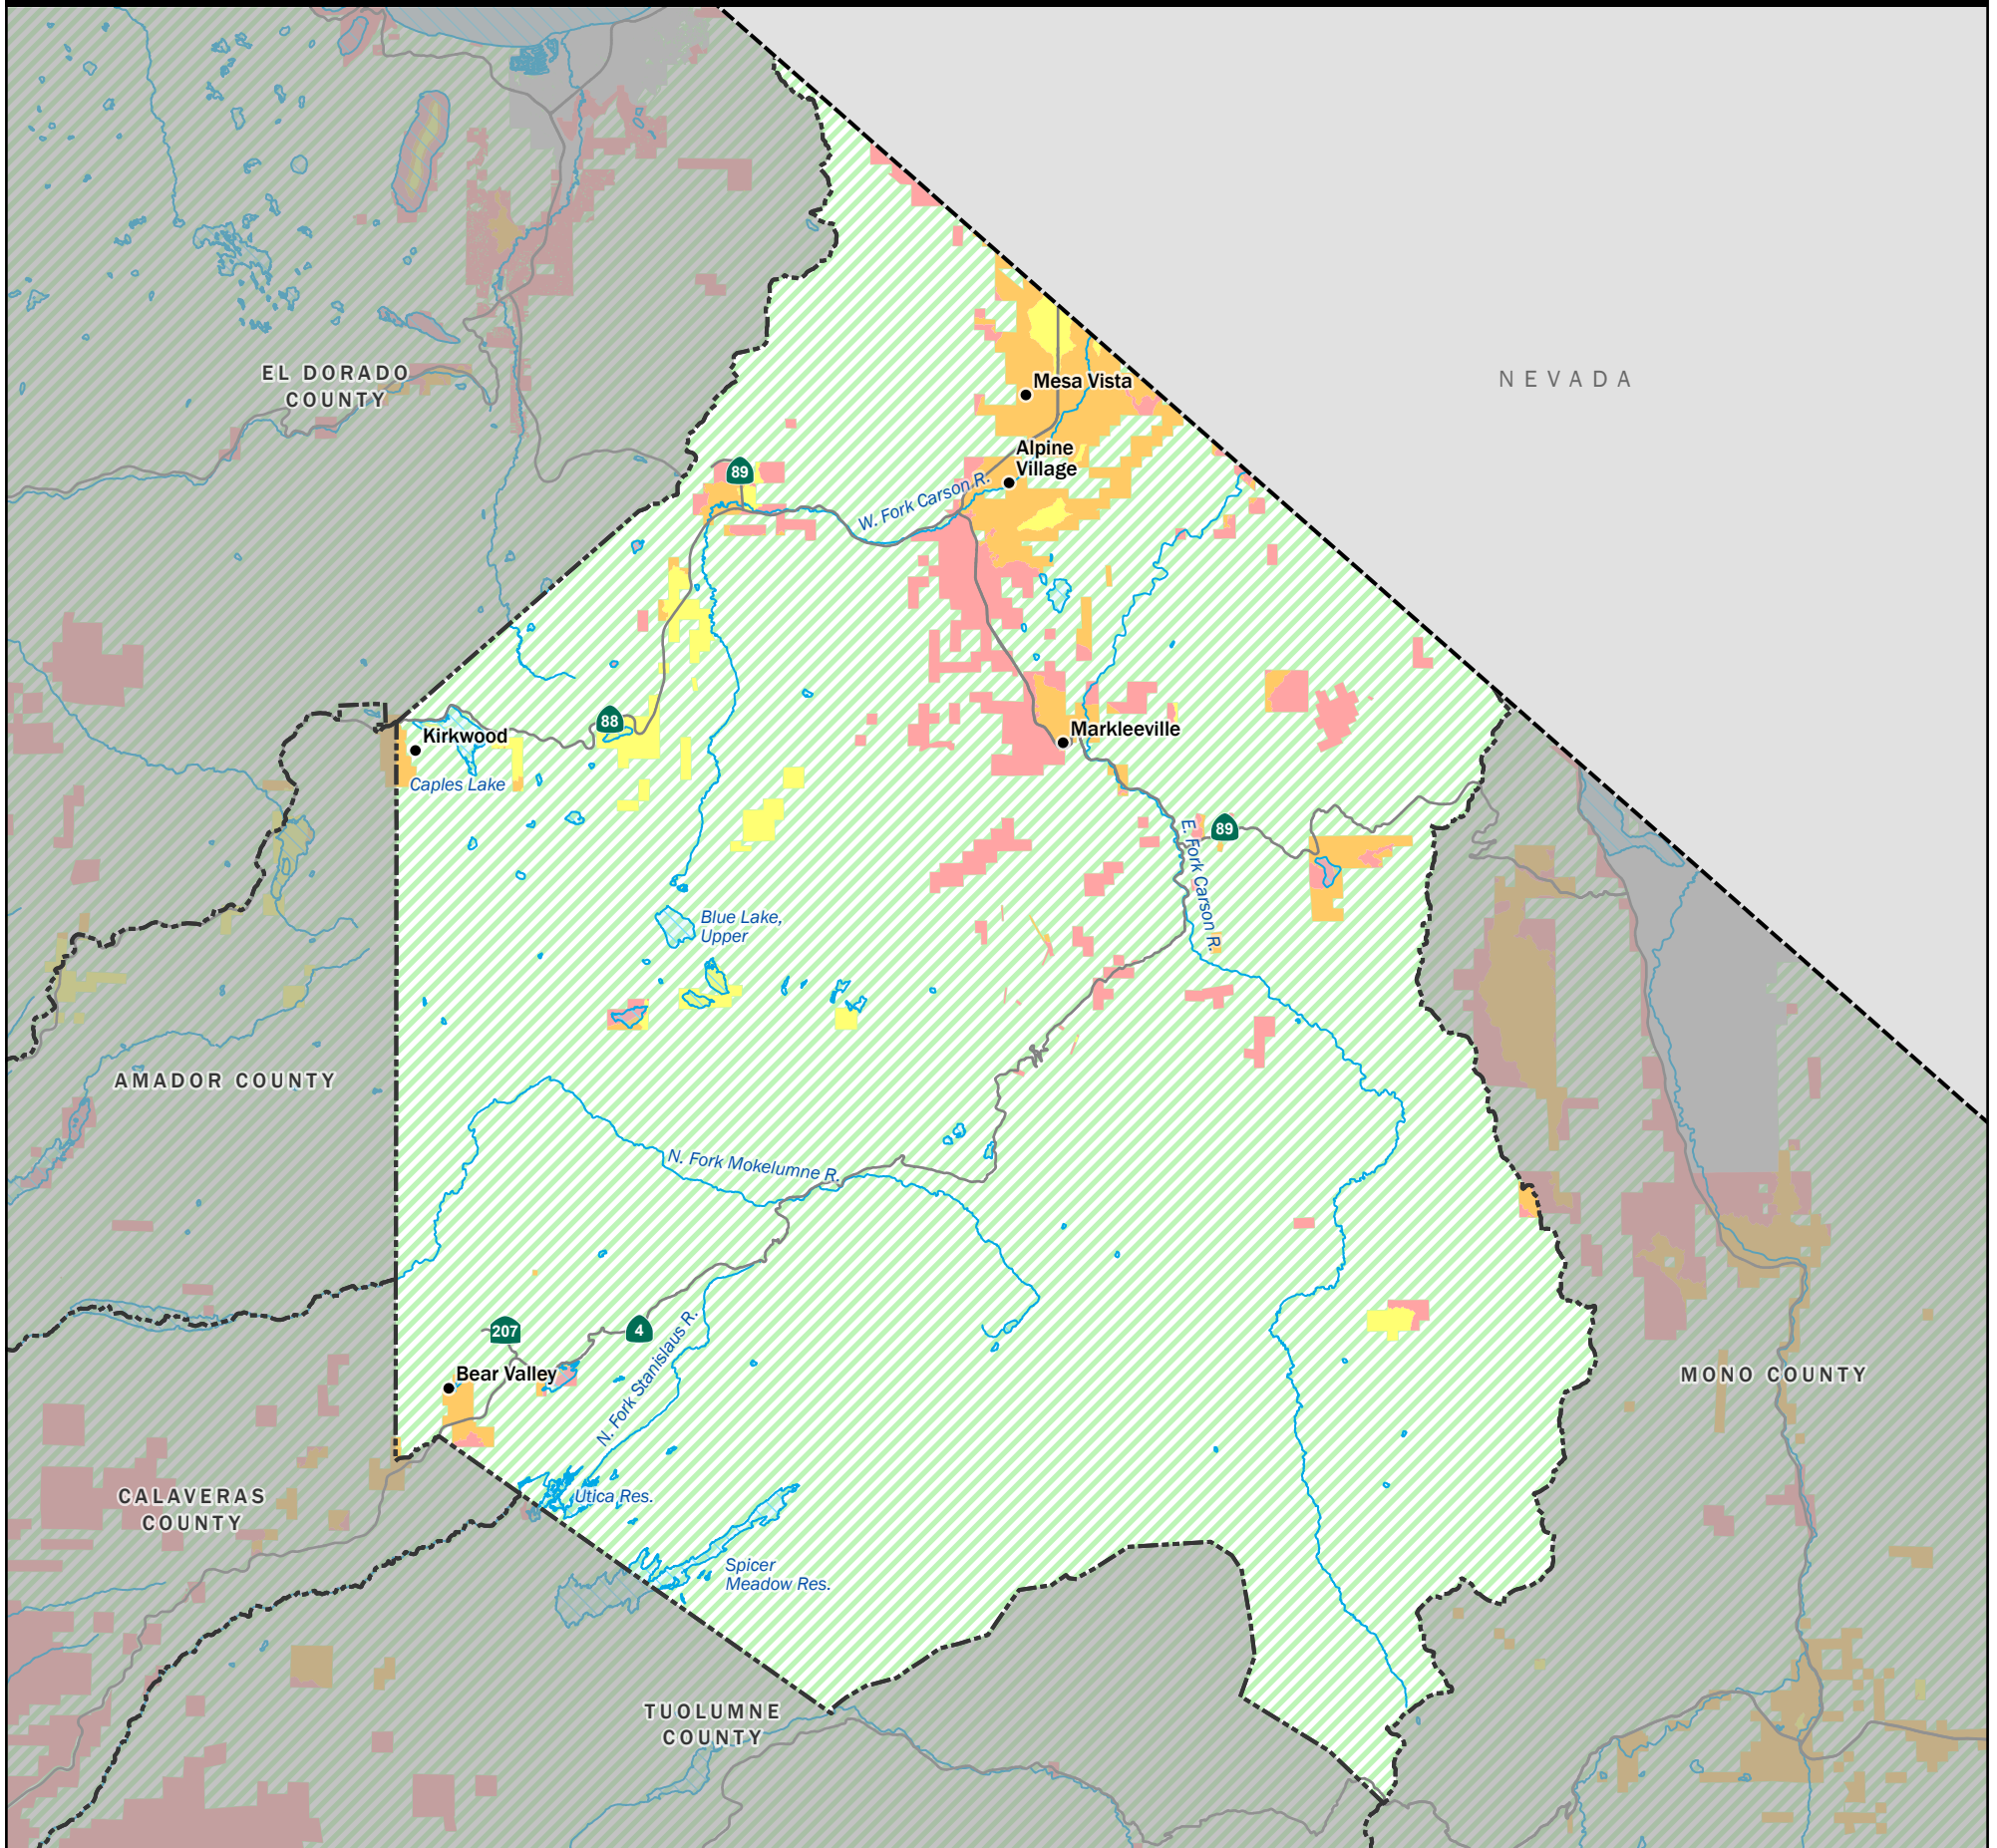 EL DORADO
COUNTY
NEVADA
Mesa Vista
Alpine
Village
89
W. Fork Carson R.
88
Kirkwood
Caples Lake
Markleeville
89
E. Fork Carson R.
Blue Lake,
Upper
AMADOR COUNTY
N. Fork Mokelumne R.
207
4
Bear Valley
N. Fork Stanislaus R.
MONO COUNTY
CALAVERAS
COUNTY
Utica Res.
Spicer
Meadow Res.
TUOLUMNE
COUNTY